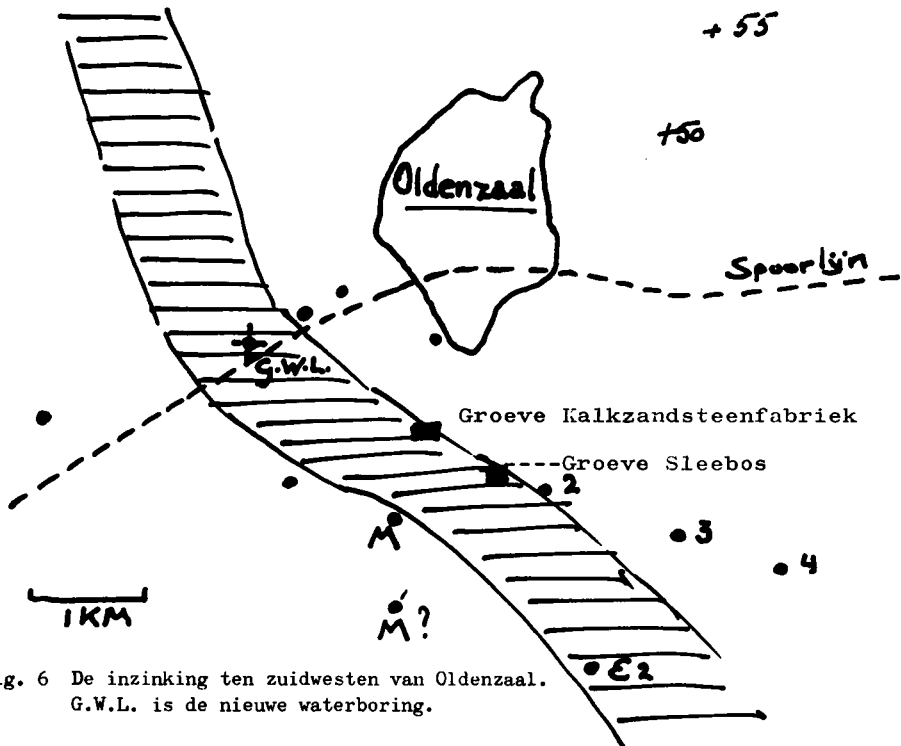 + 55
+50
Oldenzaal
Spoorlijn
G.W.L.
Groeve Kalkzandsteenfabriek
Groeve Sleebos
2
3
4
M
M?
1KM
E2
g. 6 De inzinking ten zuidwesten van Oldenzaal.
G.W.L. is de nieuwe waterboring.